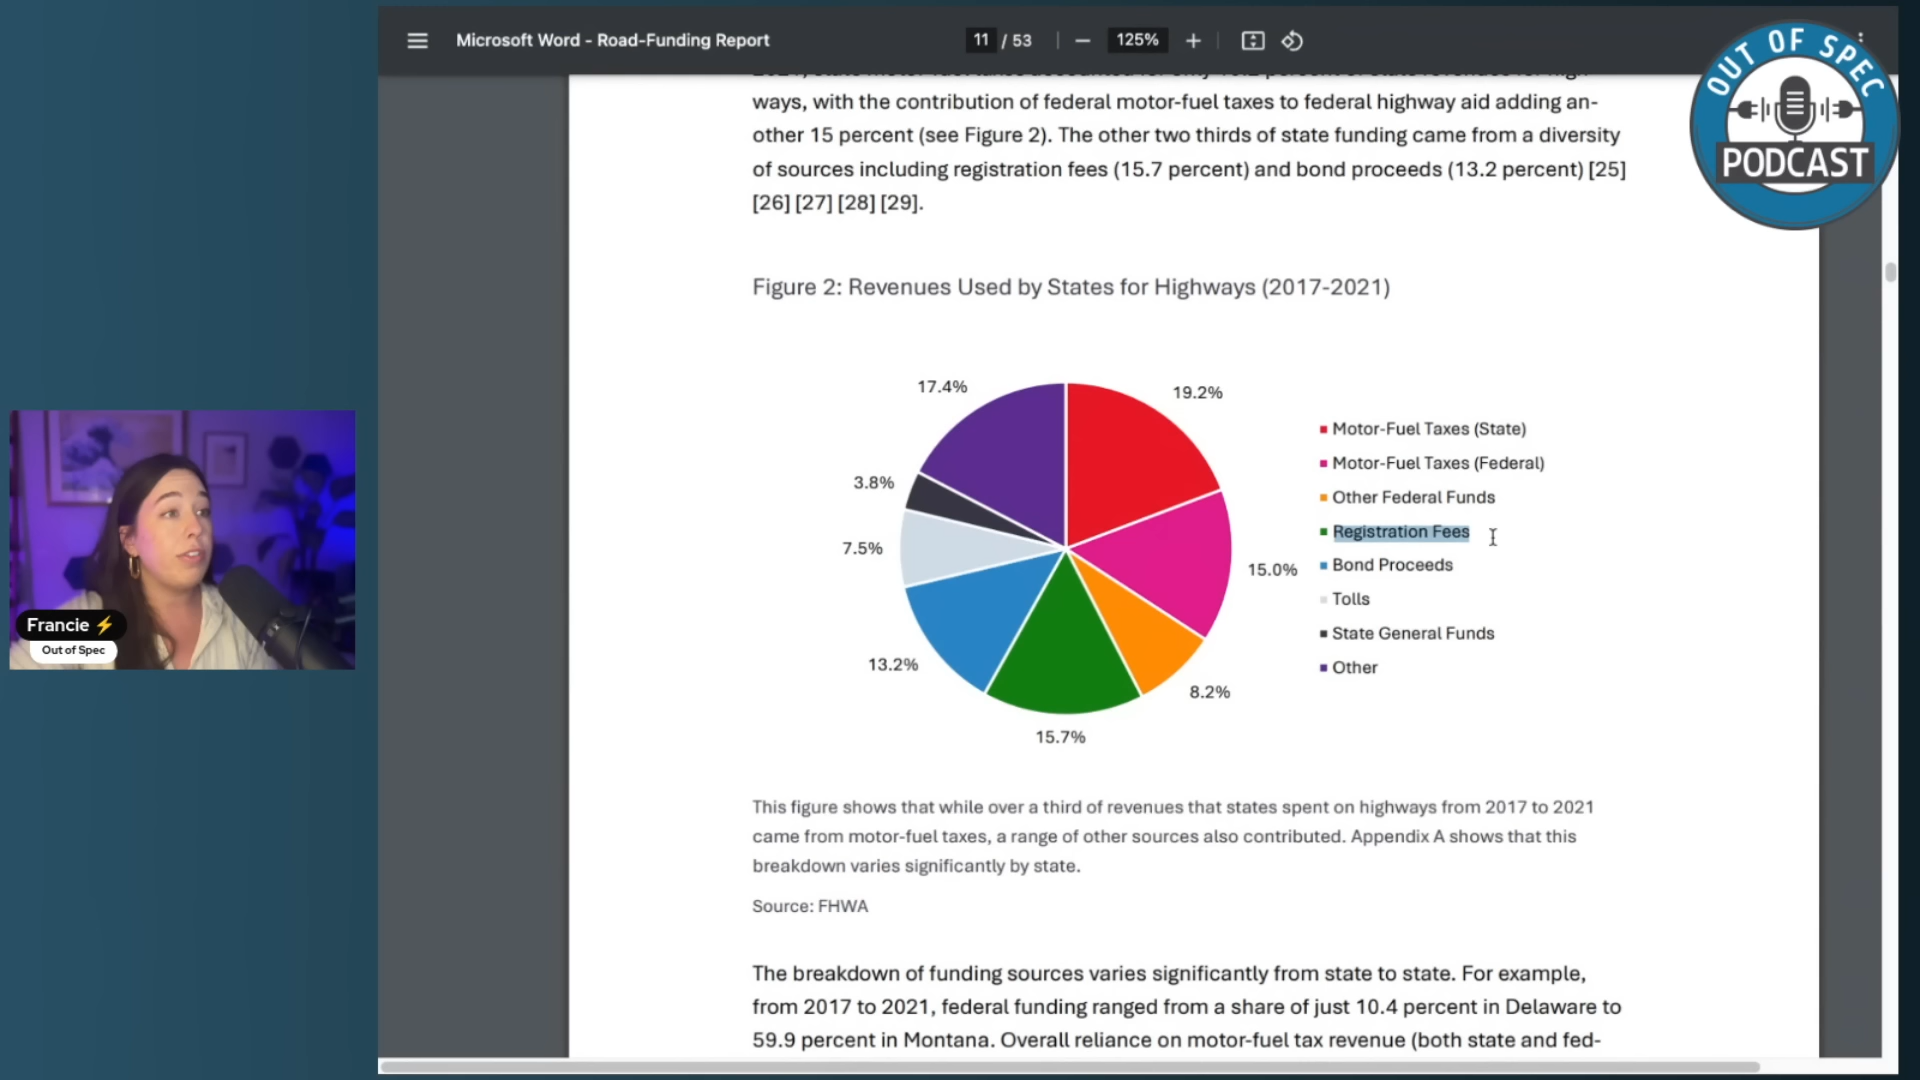 Microsoft Word - Road-Funding Report
11 / 53
125%
OUT OF SPEC
PODCAST
ways, with the contribution of federal motor-fuel taxes to federal highway aid adding an-
other 15 percent (see Figure 2). The other two thirds of state funding came from a diversity
of sources including registration fees (15.7 percent) and bond proceeds (13.2 percent) [25]
[26] [27] [28] [29].
Figure 2: Revenues Used by States for Highways (2017-2021)
17.4%
19.2%
3.8%
7.5%
15.0%
13.2%
8.2%
15.7%
Motor-Fuel Taxes (State)
Motor-Fuel Taxes (Federal)
Other Federal Funds
Registration Fees
Bond Proceeds
Tolls
State General Funds
Other
Francie
Out of Spec
This figure shows that while over a third of revenues that states spent on highways from 2017 to 2021
came from motor-fuel taxes, a range of other sources also contributed. Appendix A shows that this
breakdown varies significantly by state.
Source: FHWA
The breakdown of funding sources varies significantly from state to state. For example,
from 2017 to 2021, federal funding ranged from a share of just 10.4 percent in Delaware to
59.9 percent in Montana. Overall reliance on motor-fuel tax revenue (both state and fed-